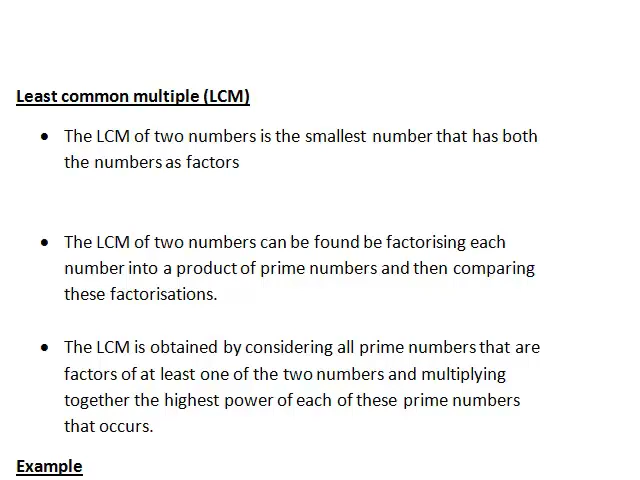 Least common multiple (LCM)
• The LCM of two numbers is the smallest number that has both
the numbers as factors
• The LCM of two numbers can be found be factorising each
number into a product of prime numbers and then comparing
these factorisations.
• The LCM is obtained by considering all prime numbers that are
factors of at least one of the two numbers and multiplying
together the highest power of each of these prime numbers
that occurs.
Example